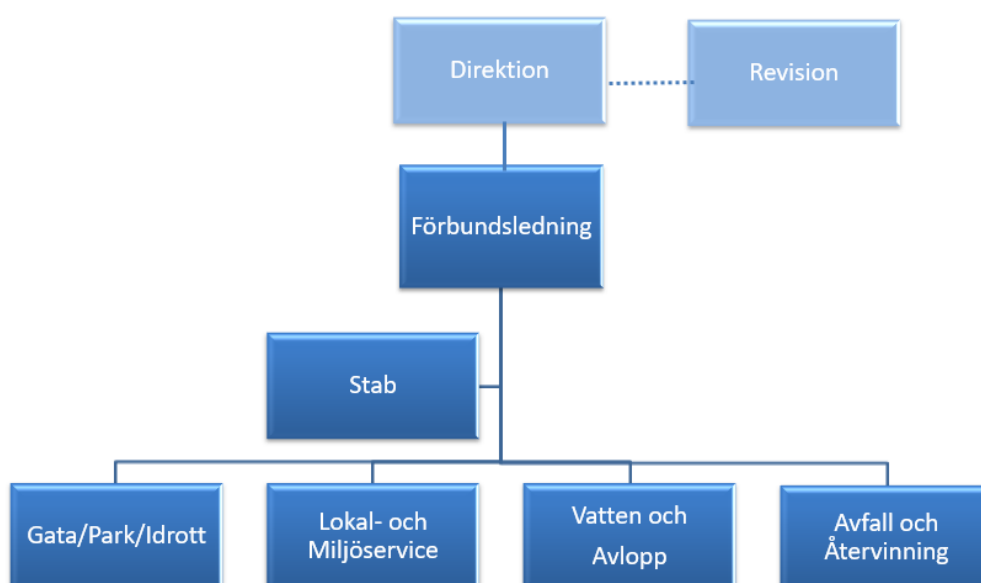 Direktion
Revision
Förbundsledning
Stab
Gata/Park/Idrott
Lokal- och
Miljöservice
Vatten och
Avlopp
Avfall och
Återvinning